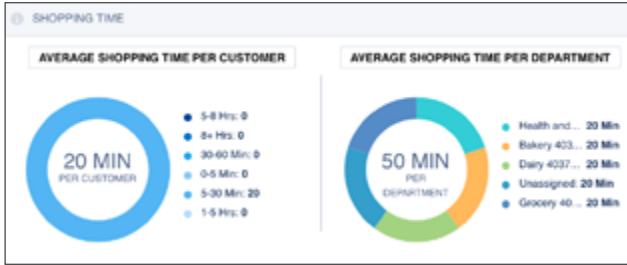 SHOPPING TIME
AVERAGE SHOPPING TIME PER CUSTOMER
20 MIN
PER CUSTOMER
5-8 Hrs: 0
8+ Hrs: 0
30-60 Min: 0
0-5 Min: 0
5-30 Min: 20
1-5 Hrs: 0
AVERAGE SHOPPING TIME PER DEPARTMENT
50 MIN
PER
DEPARTMENT
Health and... 20 Min
Bakery 403... 20 Min
Dairy 4037... 20 Min
Unassigned: 20 Min
Grocery 40... 20 Min